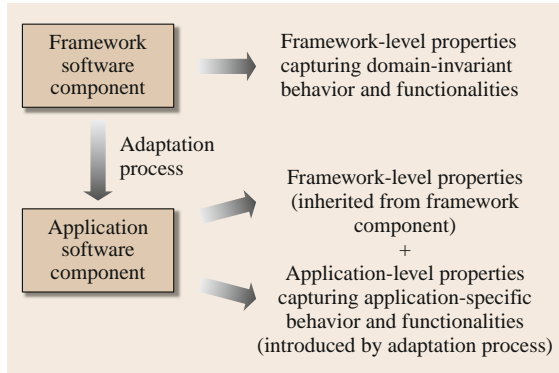 Framework
software
component
Framework-level properties
capturing domain-invariant
behavior and functionalities
Adaptation
process
Application
software
component
Framework-level properties
(inherited from framework
component)
+
Application-level properties
capturing application-specific
behavior and functionalities
(introduced by adaptation process)